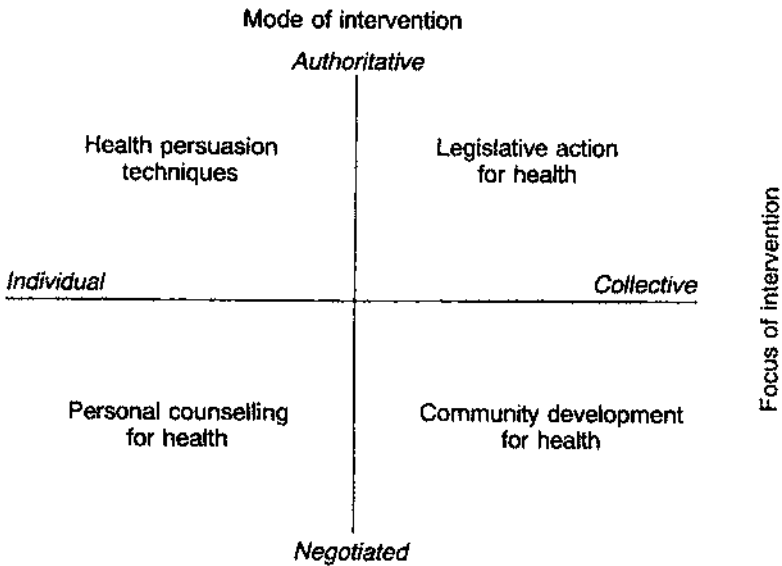 Mode of intervention
Authoritative
Health persuasion
techniques
Legislative action
for health
Individual
Collective
Focus of intervention
Personal counselling
for health
Community development
for health
Negotiated